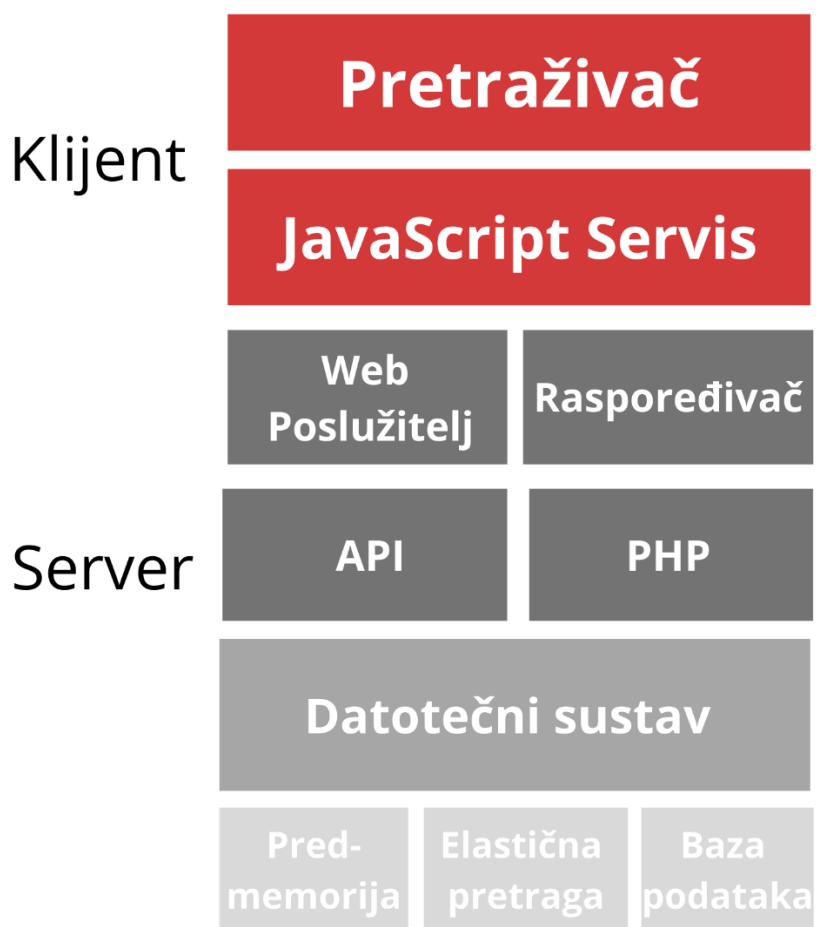 Pretraživač
Klijent
JavaScript Servis
Web
Poslužitelj
Raspoređivač
API
PHP
Server
Datotečni sustav
Pred-
memorija
Elastična
pretraga
Baza
podataka